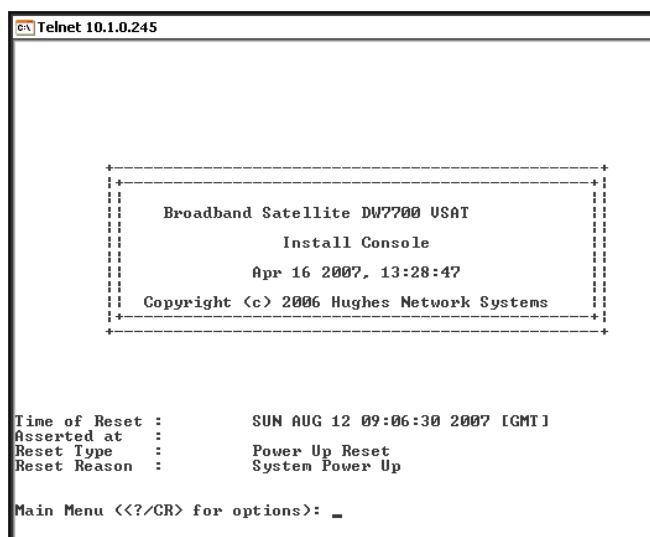 Telnet 10.1.0.245
Broadband Satellite DW7700 VSAT
Install Console
Apr 16 2007, 13:28:47
Copyright (c) 2006 Hughes Network Systems
Time of Reset : SUN AUG 12 09:06:30 2007 [GMT]
Asserted at :
Reset Type : Power Up Reset
Reset Reason : System Power Up
Main Menu (<?/CR> for options): _